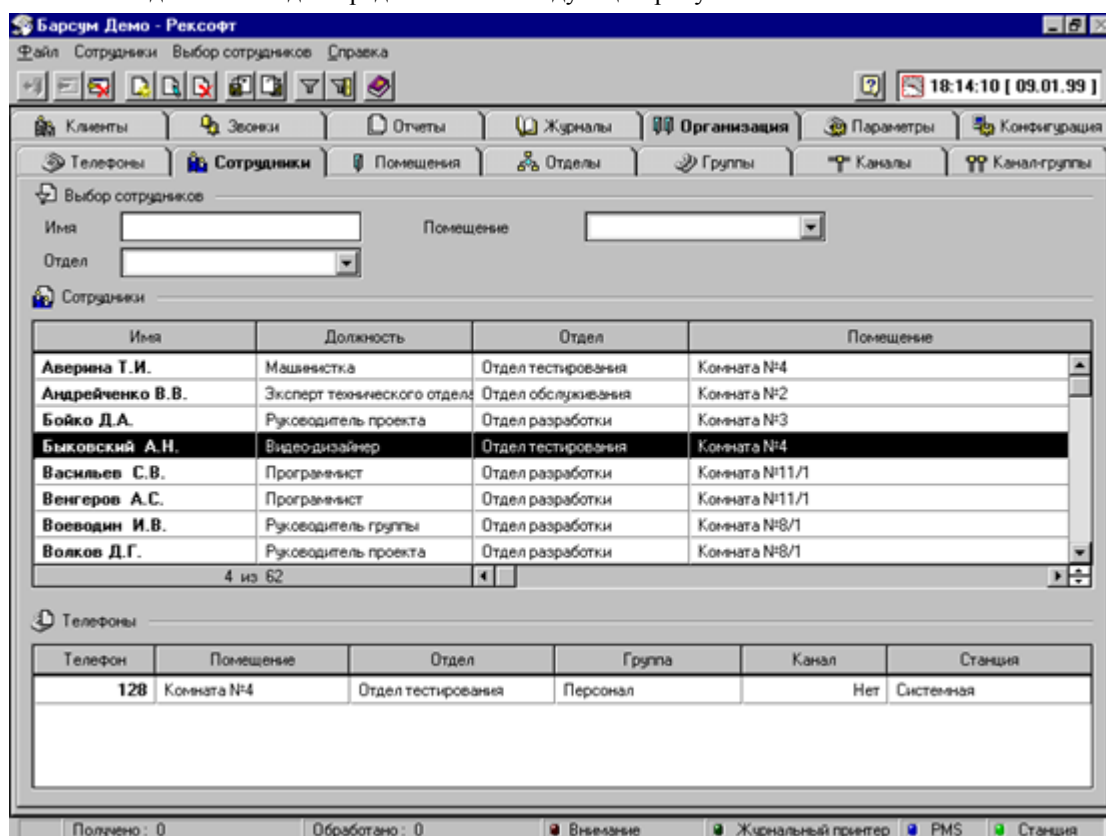 Барсум Демо - Рексофт
Файл Сотрудники Выбор сотрудников Справка
18:14:10 [ 09.01.99 ]
Клиенты Звонки Отчеты Журналы Организация Параметры Конфигурация
Телефоны Сотрудники Помещения Отделы Группы Каналы Канал-группы
Выбор сотрудников
Имя Помещение
Отдел
Сотрудники
Имя Должность Отдел Помещение
Аверина Т.И. Машинистка Отдел тестирования Комната №4
Андрейченко В.В. Эксперт технического отдела Отдел обслуживания Комната №2
Бойко Д.А. Руководитель проекта Отдел разработки Комната №3
Быковский А.Н. Видео-дизайнер Отдел тестирования Комната №4
Васильев С.В. Программист Отдел разработки Комната №11/1
Венгеров А.С. Программист Отдел разработки Комната №11/1
Воеводин И.В. Руководитель группы Отдел разработки Комната №8/1
Волков Д.Г. Руководитель проекта Отдел разработки Комната №8/1
4 из 62
Телефоны
Телефон Помещение Отдел Группа Канал Станция
128 Комната №4 Отдел тестирования Персонал Нет Системная
Получено : 0 Обработано : 0 Внимание Журнальный принтер PMS Станция